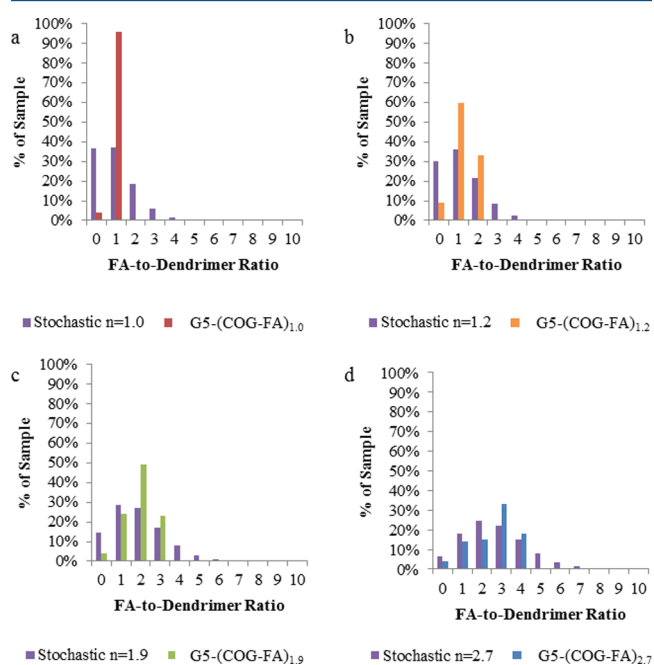 a
100%
90%
80%
70%
60%
50%
40%
30%
20%
10%
0%
% of Sample
0 1 2 3 4 5 6 7 8 9 10
FA-to-Dendrimer Ratio
Stochastic n=1.0 G5-(COG-FA)1.0
b
100%
90%
80%
70%
60%
50%
40%
30%
20%
10%
0%
% of Sample
0 1 2 3 4 5 6 7 8 9 10
FA-to-Dendrimer Ratio
Stochastic n=1.2 G5-(COG-FA)1.2
c
100%
90%
80%
70%
60%
50%
40%
30%
20%
10%
0%
% of Sample
0 1 2 3 4 5 6 7 8 9 10
FA-to-Dendrimer Ratio
Stochastic n=1.9 G5-(COG-FA)1.9
d
100%
90%
80%
70%
60%
50%
40%
30%
20%
10%
0%
% of Sample
0 1 2 3 4 5 6 7 8 9 10
FA-to-Dendrimer Ratio
Stochastic n=2.7 G5-(COG-FA)2.7